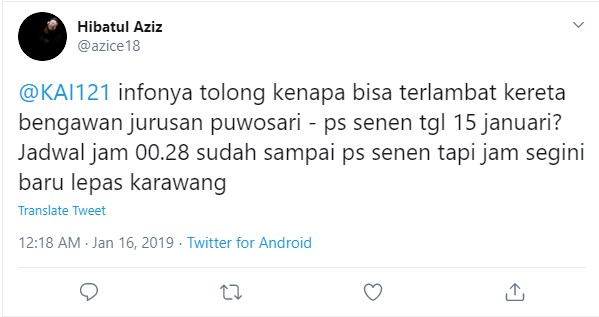 Hibatul Aziz
@azice18
@KAI121 infonya tolong kenapa bisa terlambat kereta
bengawan jurusan puwosari - ps senen tgl 15 januari?
Jadwal jam 00.28 sudah sampai ps senen tapi jam segini
baru lepas karawang
Translate Tweet
12:18 AM · Jan 16, 2019 · Twitter for Android